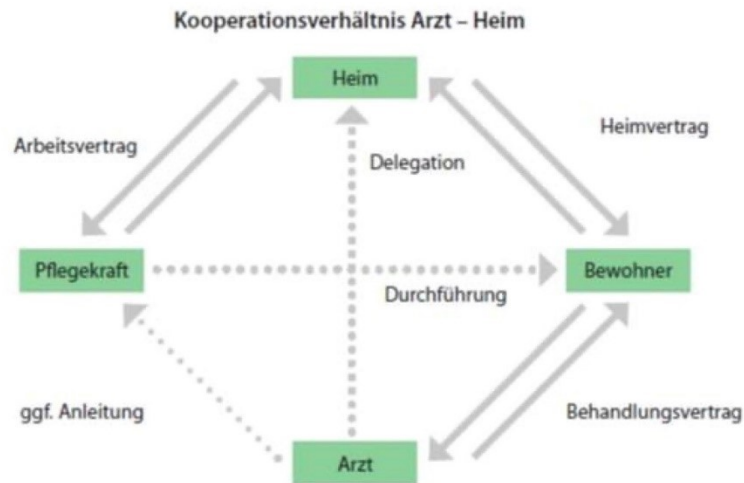 Kooperationsverhältnis Arzt – Heim
Heim
Arbeitsvertrag
Heimvertrag
Delegation
Pflegekraft
Bewohner
Durchführung
ggf. Anleitung
Behandlungsvertrag
Arzt